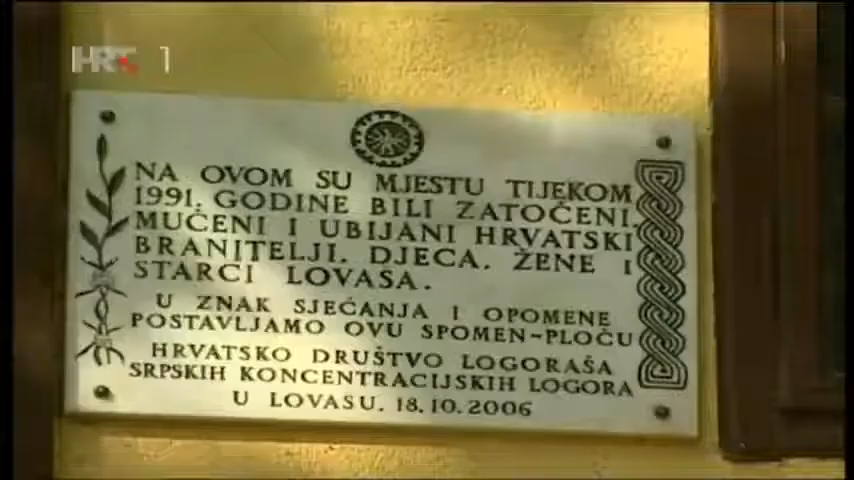 HRT 1
NA OVOM SU MJESTU TIJEKOM
1991. GODINE BILI ZATOČENI,
MUČENI I UBIJANI HRVATSKI
BRANITELJI. DJECA. ŽENE I
STARCI LOVASA.
U ZNAK SJEĆANJA I OPOMENE
POSTAVLJAMO OVU SPOMEN-PLOČU
HRVATSKO DRUŠTVO LOGORAŠA
SRPSKIH KONCENTRACIJSKIH LOGORA
U LOVASU. 18.10.2006